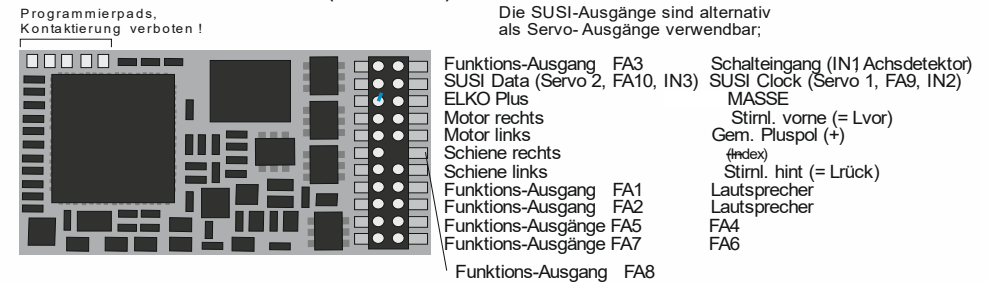 Programmierpads,
Kontaktierung verboten !
Die SUSI-Ausgänge sind alternativ
als Servo- Ausgänge verwendbar;
Funktions-Ausgang FA3 Schalteingang (IN1 Achsdetektor)
SUSI Data (Servo 2, FA10, IN3) SUSI Clock (Servo 1, FA9, IN2)
ELKO Plus MASSE
Motor rechts Stirnl. vorne (= Lvor)
Motor links Gem. Pluspol (+)
Schiene rechts (Index)
Schiene links Stirnl. hint (= Lrück)
Funktions-Ausgang FA1 Lautsprecher
Funktions-Ausgang FA2 Lautsprecher
Funktions-Ausgänge FA5 FA4
Funktions-Ausgänge FA7 FA6
Funktions-Ausgang FA8